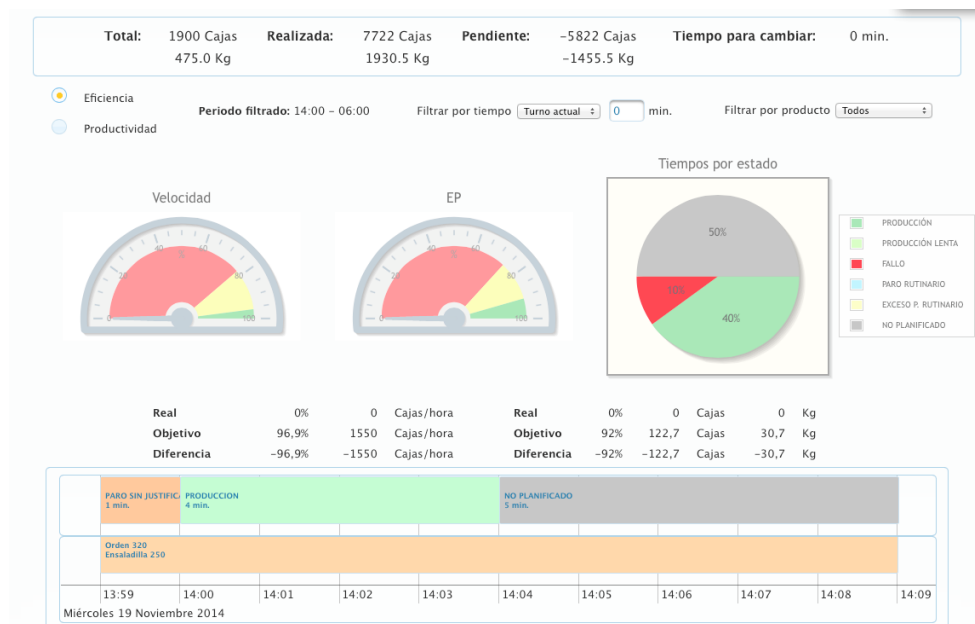 Total: 1900 Cajas Realizada: 7722 Cajas Pendiente: -5822 Cajas Tiempo para cambiar: 0 min.
475.0 Kg 1930.5 Kg -1455.5 Kg
Eficiencia
Periodo filtrado: 14:00 - 06:00 Filtrar por tiempo Turno actual 0 min. Filtrar por producto Todos
Productividad
Tiempos por estado
Velocidad EP
0 20 40 % 60 80 100
0 20 40 % 60 80 100
50%
10%
40%
PRODUCCIÓN
PRODUCCIÓN LENTA
FALLO
PARO RUTINARIO
EXCESO P. RUTINARIO
NO PLANIFICADO
Real 0% 0 Cajas/hora Real 0% 0 Cajas 0 Kg
Objetivo 96,9% 1550 Cajas/hora Objetivo 92% 122,7 Cajas 30,7 Kg
Diferencia -96,9% -1550 Cajas/hora Diferencia -92% -122,7 Cajas -30,7 Kg
PARO SIN JUSTIFICA PRODUCCION NO PLANIFICADO
1 min. 4 min. 5 min.
Orden 320
Ensaladilla 250
13:59 14:00 14:01 14:02 14:03 14:04 14:05 14:06 14:07 14:08 14:09
Miércoles 19 Noviembre 2014